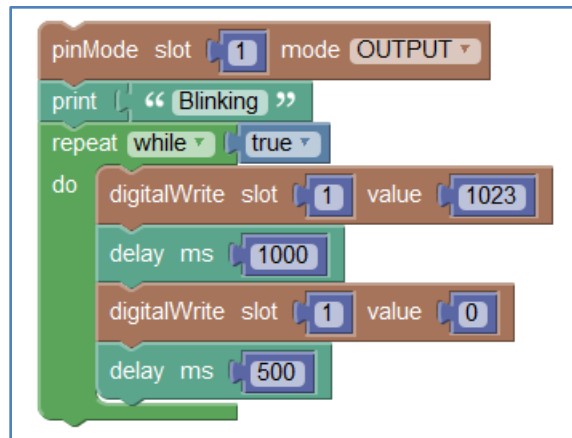 pinMode slot 1 mode OUTPUT
print “ Blinking ”
repeat while true
do digitalWrite slot 1 value 1023
delay ms 1000
digitalWrite slot 1 value 0
delay ms 500